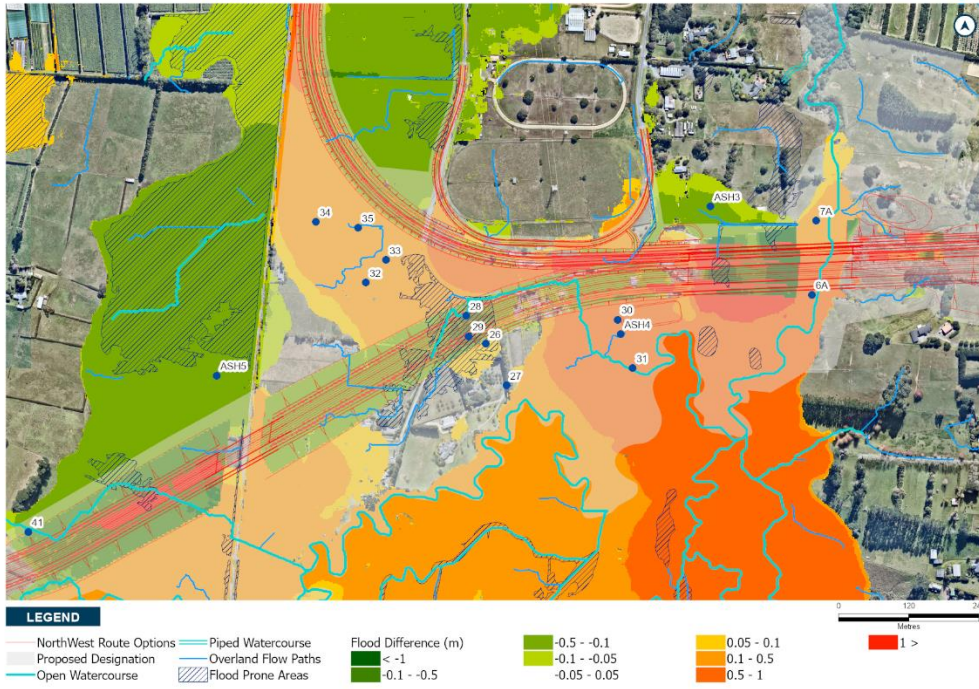 34
35
33
32
28
29
26
27
30
ASH4
31
ASH3
7A
6A
ASH5
41
LEGEND
NorthWest Route Options
Proposed Designation
Open Watercourse
Piped Watercourse
Overland Flow Paths
Flood Prone Areas
Flood Difference (m)
< -1
-0.1 - -0.5
-0.5 - -0.1
-0.1 - -0.05
-0.05 - 0.05
0.05 - 0.1
0.1 - 0.5
0.5 - 1
1 >
0 120 24
Metres